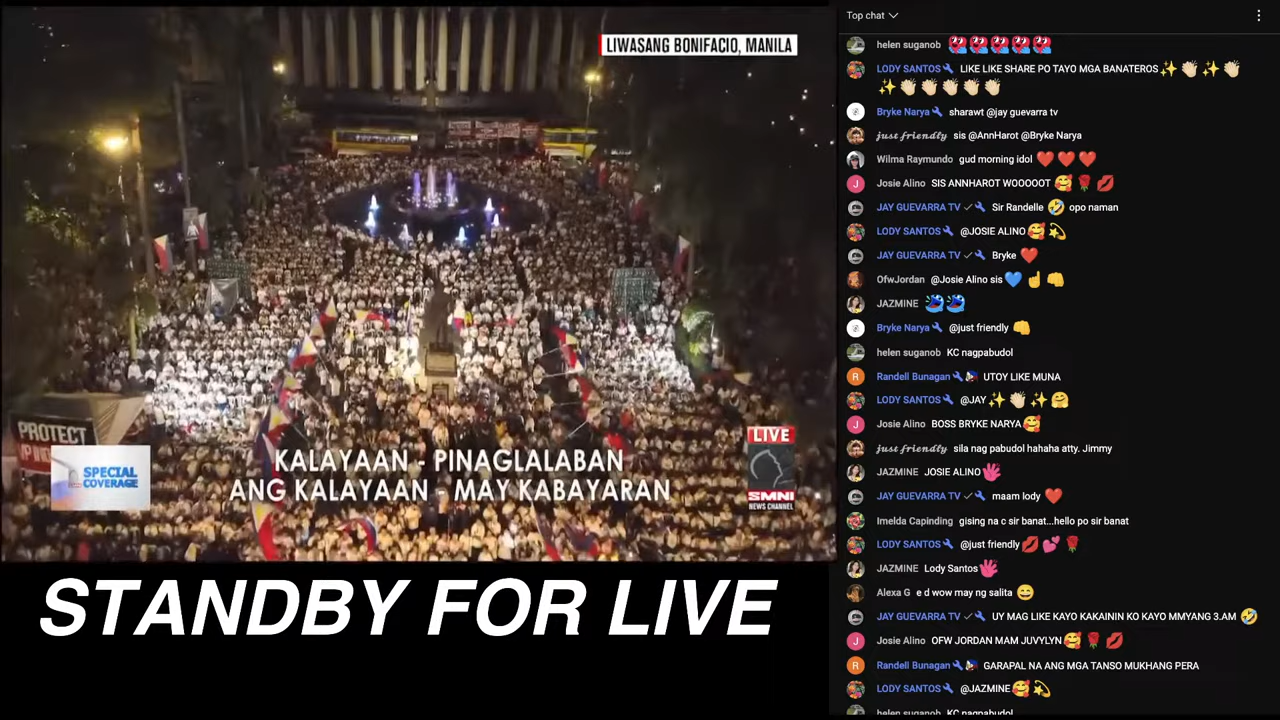 LIWASANG BONIFACIO, MANILA
PROTECT
SPECIAL
COVERAGE
KALAYAAN - PINAGLALABAN
ANG KALAYAAN - MAY KABAYARAN
LIVE
SMNI
NEWS CHANNEL
STANDBY FOR LIVE
Top chat
helen suganob
LODY SANTOS LIKE LIKE SHARE PO TAYO MGA BANATEROS✨👏🏻✨👏🏻
✨👏🏻👏🏻👏🏻👏🏻👏🏻
Bryke Narya sharawt @jay guevarra tv
𝓳𝓾𝓼𝓽 𝓯𝓻𝓲𝓮𝓷𝓭𝓵𝔂 sis @AnnHarot @Bryke Narya
Wilma Raymundo gud morning idol ❤️❤️❤️
J Josie Alino SIS ANNHAROT WOOOOOT 🥰🌹💋
JAY GUEVARRA TV ✓ Sir Randelle 🤣 opo naman
LODY SANTOS @JOSIE ALINO🥰💫
JAY GUEVARRA TV ✓ Bryke ❤️
OfwJordan @Josie Alino sis💙☝️👊
JAZMINE
Bryke Narya @just friendly 👊
helen suganob KC nagpabudol
R Randell Bunagan UTOY LIKE MUNA
LODY SANTOS @JAY✨👏🏻✨🤗
J Josie Alino BOSS BRYKE NARYA🥰
𝓳𝓾𝓼𝓽 𝓯𝓻𝓲𝓮𝓷𝓭𝓵𝔂 sila nag pabudol hahaha atty. Jimmy
JAZMINE JOSIE ALINO
JAY GUEVARRA TV ✓ maam lody ❤️
Imelda Capinding gising na c sir banat...hello po sir banat
LODY SANTOS @just friendly💋💕🌹
JAZMINE Lody Santos
Alexa G e d wow may ng salita 😄
JAY GUEVARRA TV ✓ UY MAG LIKE KAYO KAKAININ KO KAYO MMYANG 3.AM 🤣
J Josie Alino OFW JORDAN MAM JUVYLYN🥰🌹💋
R Randell Bunagan GARAPAL NA ANG MGA TANSO MUKHANG PERA
LODY SANTOS @JAZMINE🥰💫
helen suganob KC nagpabudol